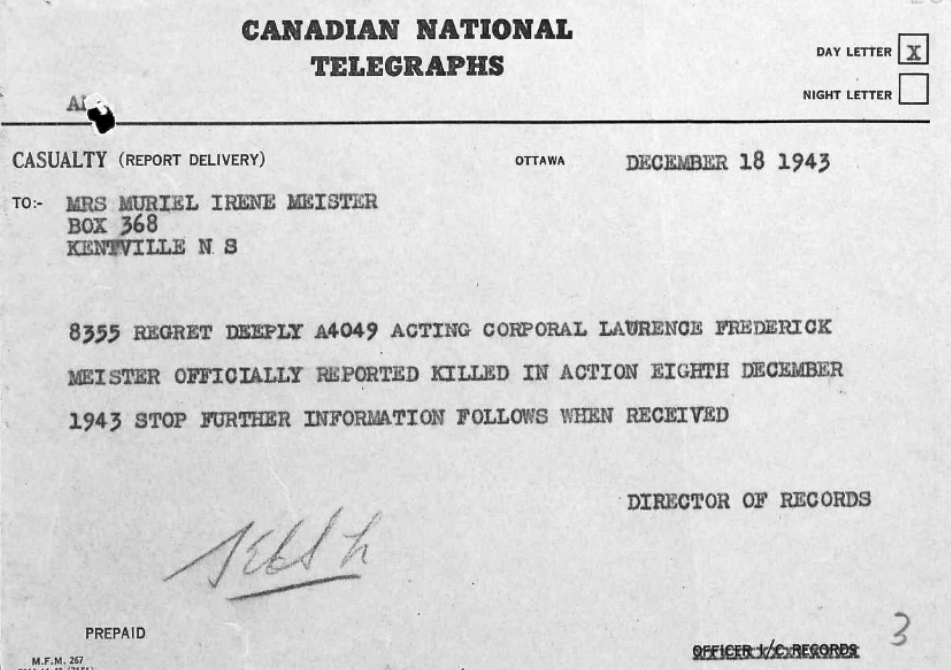 CANADIAN NATIONAL
TELEGRAPHS
DAY LETTER X
NIGHT LETTER
CASUALTY (REPORT DELIVERY) OTTAWA DECEMBER 18 1943
TO:- MRS MURIEL IRENE MEISTER
BOX 368
KENTVILLE N S
8355 REGRET DEEPLY A4049 ACTING CORPORAL LAURENCE FREDERICK
MEISTER OFFICIALLY REPORTED KILLED IN ACTION EIGHTH DECEMBER
1943 STOP FURTHER INFORMATION FOLLOWS WHEN RECEIVED
DIRECTOR OF RECORDS
PREPAID
3
OFFICER I/C RECORDS
M.F.M. 267